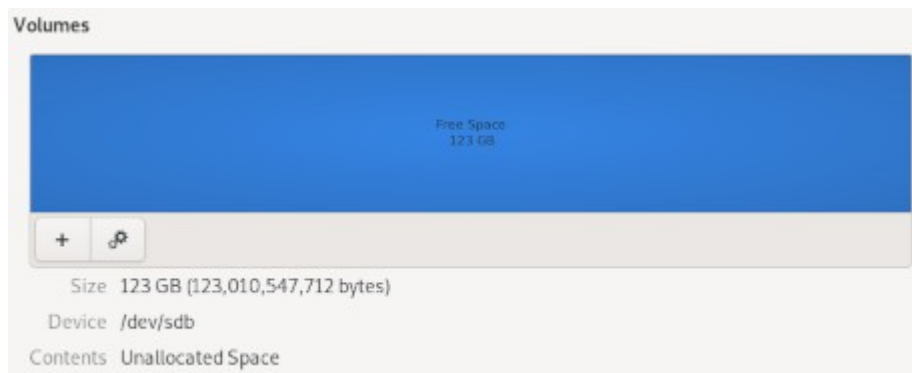 Volumes
Free Space
123 GB
+
Size 123 GB (123,010,547,712 bytes)
Device /dev/sdb
Contents Unallocated Space